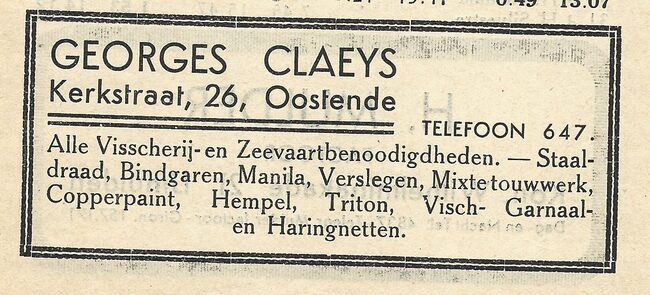 GEORGES CLAEYS
Kerkstraat, 26, Oostende
TELEFOON 647.
Alle Visscherij- en Zeevaartbenoodigdheden. — Staal-
draad, Bindgaren, Manila, Verslegen, Mixtetouwwerk,
Copperpaint, Hempel, Triton, Visch- Garnaal-
en Haringnetten.